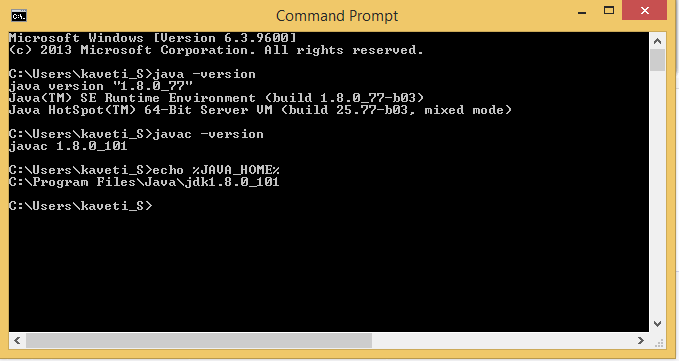 Command Prompt
Microsoft Windows [Version 6.3.9600]
(c) 2013 Microsoft Corporation. All rights reserved.
C:\Users\kaveti_S>java -version
java version "1.8.0_77"
Java(TM) SE Runtime Environment (build 1.8.0_77-b03)
Java HotSpot(TM) 64-Bit Server VM (build 25.77-b03, mixed mode)
C:\Users\kaveti_S>javac -version
javac 1.8.0_101
C:\Users\kaveti_S>echo %JAVA_HOME%
C:\Program Files\Java\jdk1.8.0_101
C:\Users\kaveti_S>